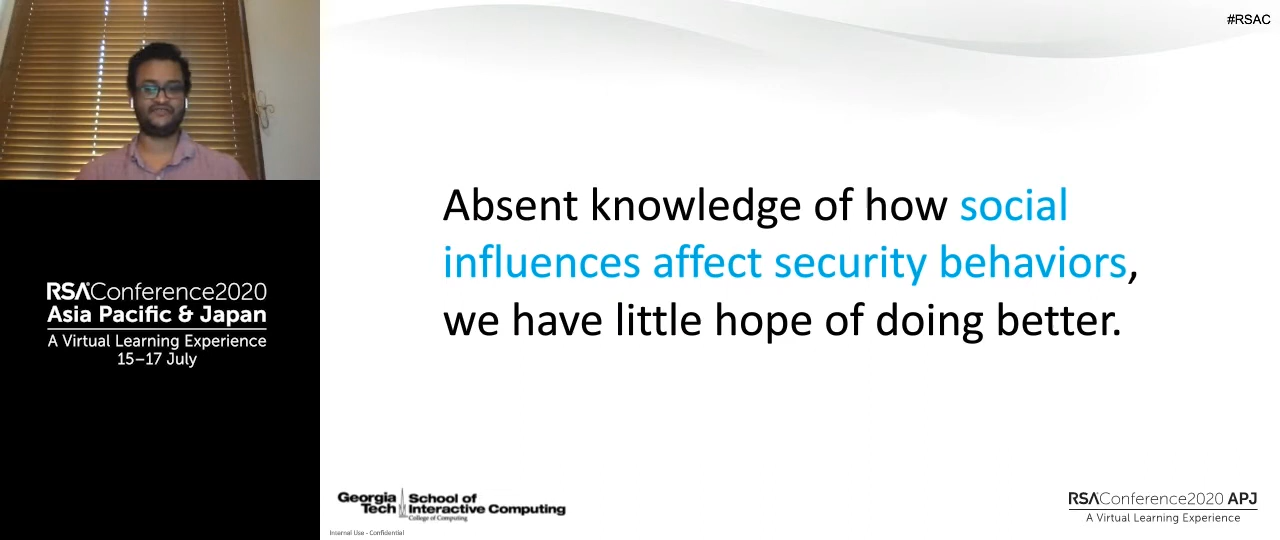 #RSAC
RSAConference2020
Asia Pacific & Japan
A Virtual Learning Experience
15–17 July
Absent knowledge of how social
influences affect security behaviors,
we have little hope of doing better.
Georgia Tech School of Interactive Computing
College of Computing
Internal Use - Confidential
RSAConference2020 APJ
A Virtual Learning Experience